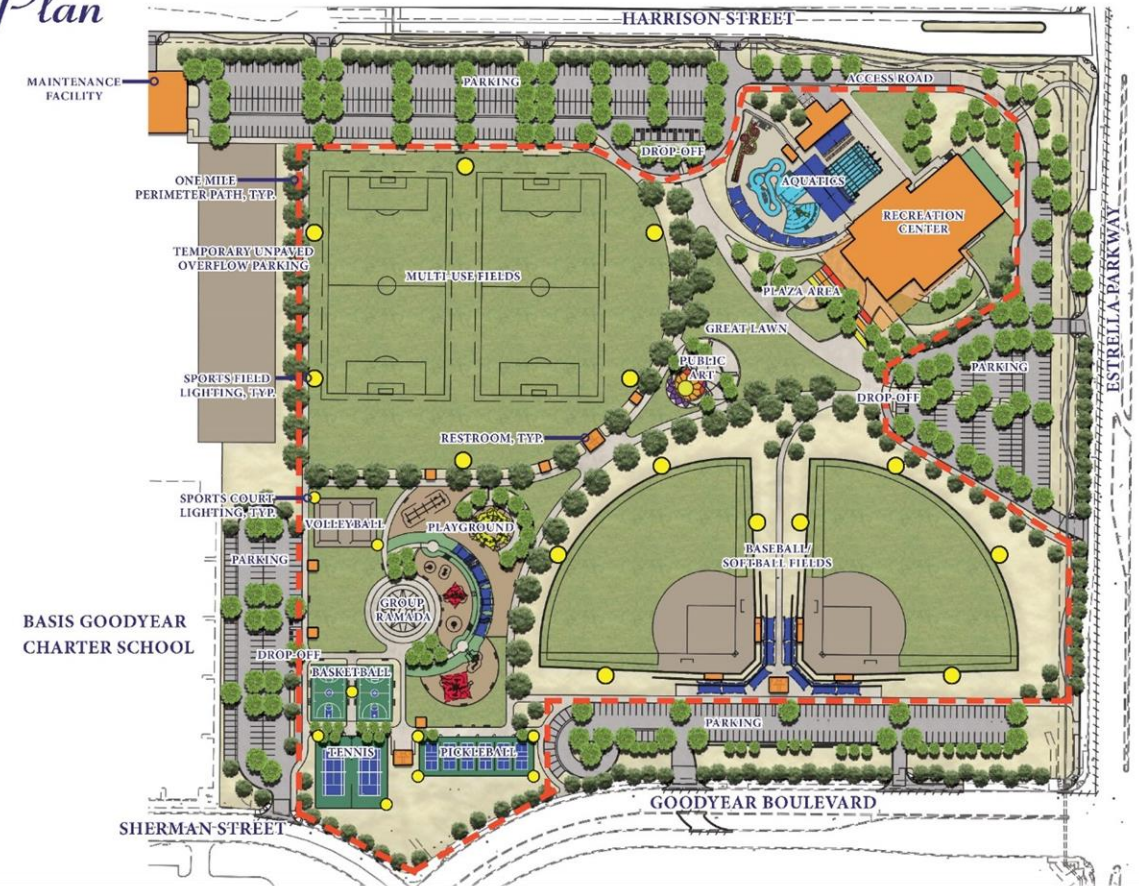 Plan
HARRISON STREET
MAINTENANCE
FACILITY
PARKING
ACCESS ROAD
DROP-OFF
ONE MILE
PERIMETER PATH, TYP.
AQUATICS
RECREATION
CENTER
TEMPORARY UNPAVED
OVERFLOW PARKING
MULTI-USE FIELDS
PLAZA AREA
ESTRELLA PARKWAY
GREAT LAWN
PUBLIC
ART
SPORTS FIELD
LIGHTING, TYP.
PARKING
DROP-OFF
RESTROOM, TYP.
SPORTS COURT
LIGHTING, TYP.
VOLLEYBALL
PLAYGROUND
BASEBALL/
SOFTBALL FIELDS
PARKING
GROUP
RAMADA
BASIS GOODYEAR
CHARTER SCHOOL
DROP-OFF
BASKETBALL
PARKING
TENNIS
PICKLEBALL
GOODYEAR BOULEVARD
SHERMAN STREET